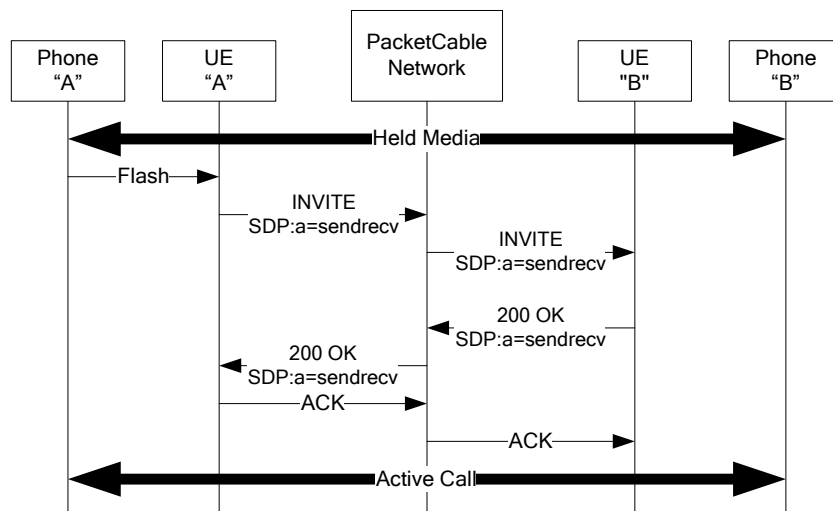 Phone
“A”
UE
“A”
PacketCable
Network
UE
"B"
Phone
“B”
Held Media
Flash
INVITE
SDP:a=sendrecv
INVITE
SDP:a=sendrecv
200 OK
SDP:a=sendrecv
200 OK
SDP:a=sendrecv
ACK
ACK
Active Call